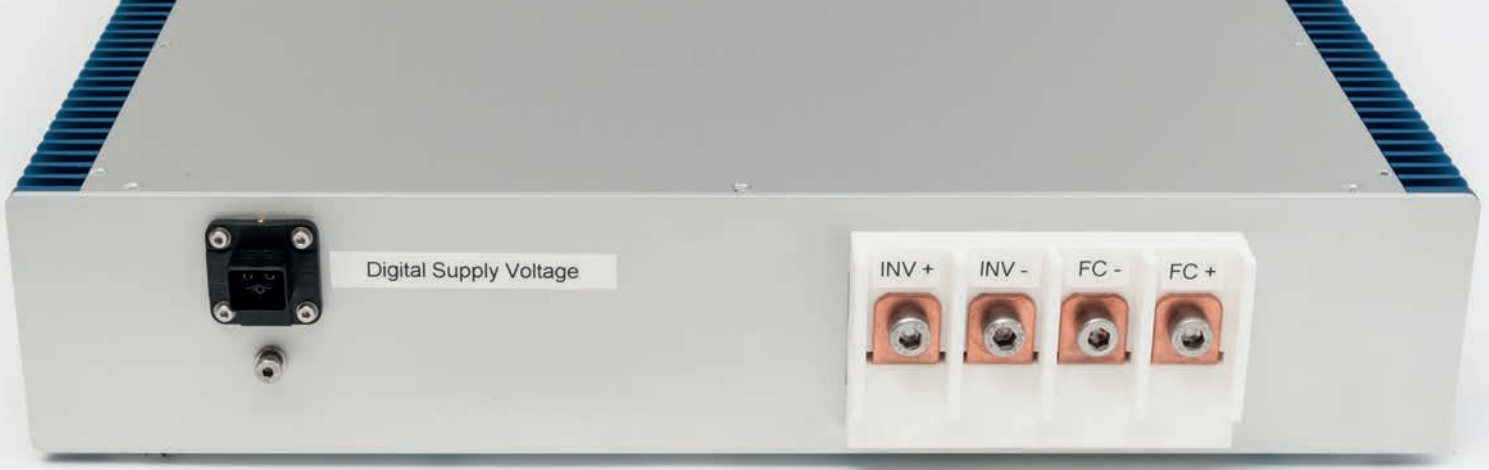 Digital Supply Voltage
INV +
INV -
FC -
FC +